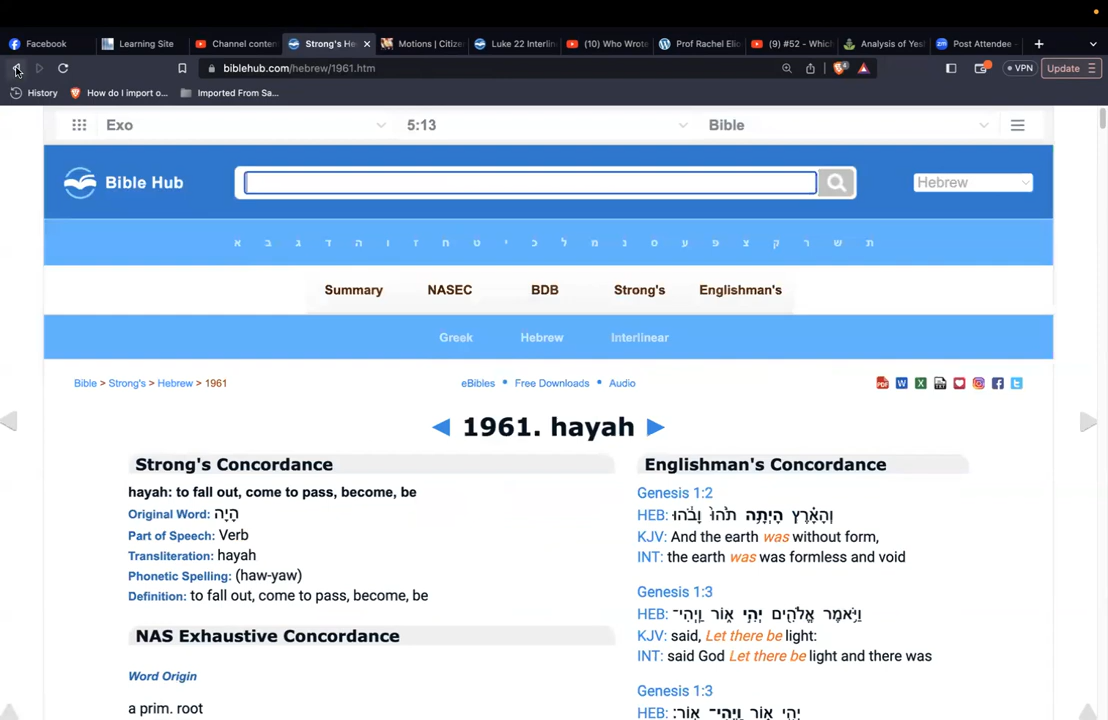 Facebook
Learning Site
Channel conten
Strong's He
Motions | Citize
Luke 22 Interlin
(10) Who Wrote
Prof Rachel Elio
(9) #52 - Which
Analysis of Yes
Post Attendee -
biblehub.com/hebrew/1961.htm
VPN
Update
History
How do I import o...
Imported From Sa...
Exo
5:13
Bible
Bible Hub
Hebrew
א ב ג ד ה ו ז ח ט י כ ל מ נ ס ע פ צ ק ר ש ת
Summary
NASEC
BDB
Strong's
Englishman's
Greek
Hebrew
Interlinear
Bible > Strong's > Hebrew > 1961
eBibles • Free Downloads • Audio
◄ 1961. hayah ►
Strong's Concordance
hayah: to fall out, come to pass, become, be
Original Word: הָיָה
Part of Speech: Verb
Transliteration: hayah
Phonetic Spelling: (haw-yaw)
Definition: to fall out, come to pass, become, be
NAS Exhaustive Concordance
Word Origin
a prim. root
Englishman's Concordance
Genesis 1:2
HEB: וְהָאָ֗רֶץ הָיְתָ֥ה תֹ֙הוּ֙ וָבֹ֔הוּ
KJV: And the earth was without form,
INT: the earth was was formless and void
Genesis 1:3
HEB: וַיֹּ֥אמֶר אֱלֹהִ֖ים יְהִ֣י א֑וֹר וַֽיְהִי־
KJV: said, Let there be light:
INT: said God Let there be light and there was
Genesis 1:3
HEB: יְהִ֣י א֑וֹר וַֽיְהִי־ אֽוֹר׃